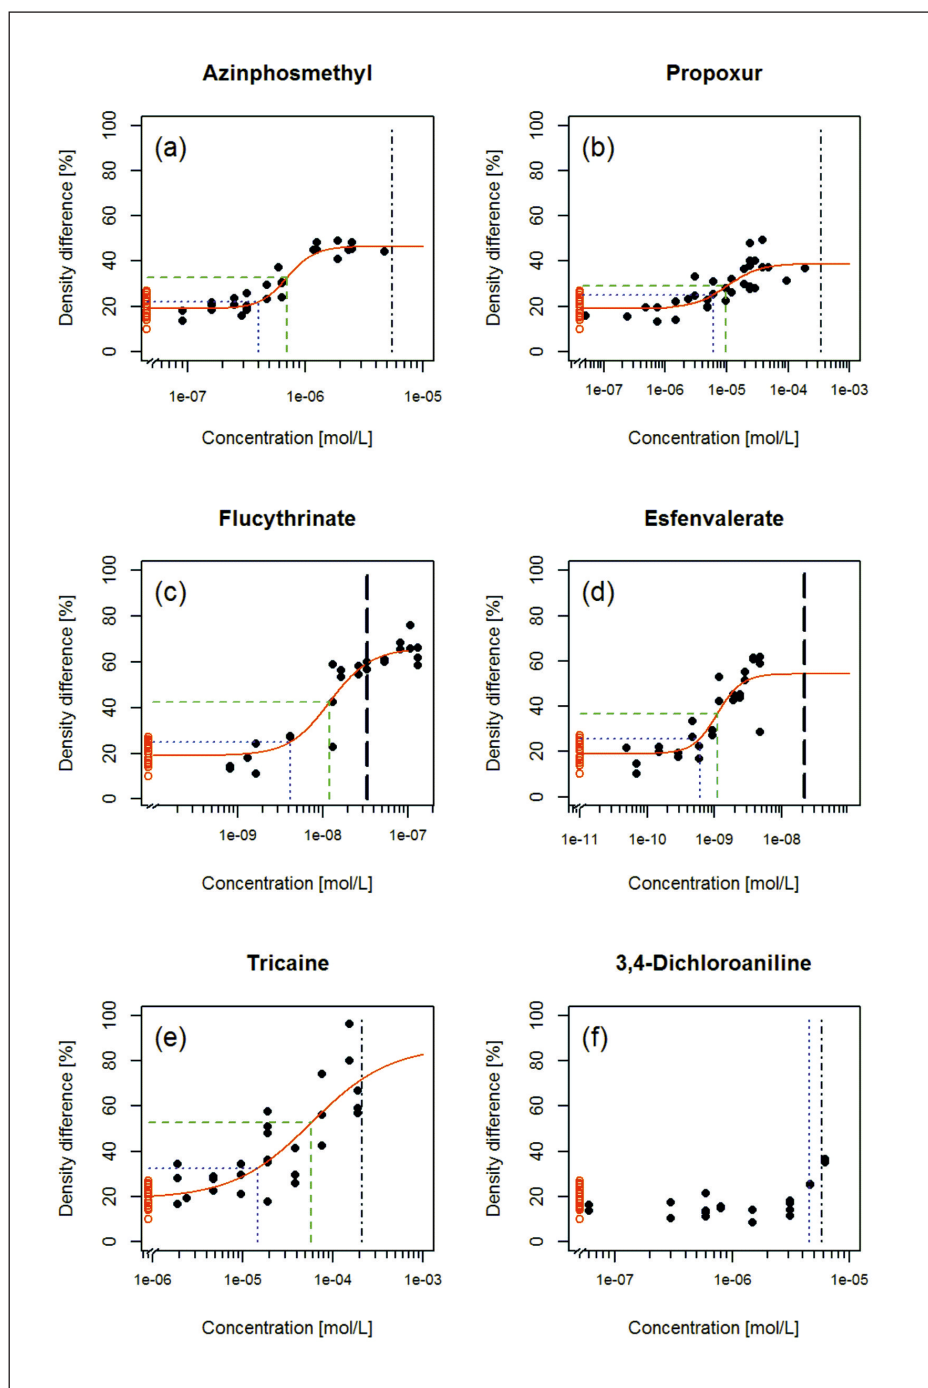 Azinphosmethyl
Propoxur
(a)
(b)
Density difference [%]
0 20 40 60 80 100
Density difference [%]
0 20 40 60 80 100
1e-07 1e-06 1e-05
1e-07 1e-06 1e-05 1e-04 1e-03
Concentration [mol/L]
Concentration [mol/L]
Flucythrinate
Esfenvalerate
(c)
(d)
Density difference [%]
0 20 40 60 80 100
Density difference [%]
0 20 40 60 80 100
1e-09 1e-08 1e-07
1e-11 1e-10 1e-09 1e-08
Concentration [mol/L]
Concentration [mol/L]
Tricaine
3,4-Dichloroaniline
(e)
(f)
Density difference [%]
0 20 40 60 80 100
Density difference [%]
0 20 40 60 80 100
1e-06 1e-05 1e-04 1e-03
1e-07 1e-06 1e-05
Concentration [mol/L]
Concentration [mol/L]